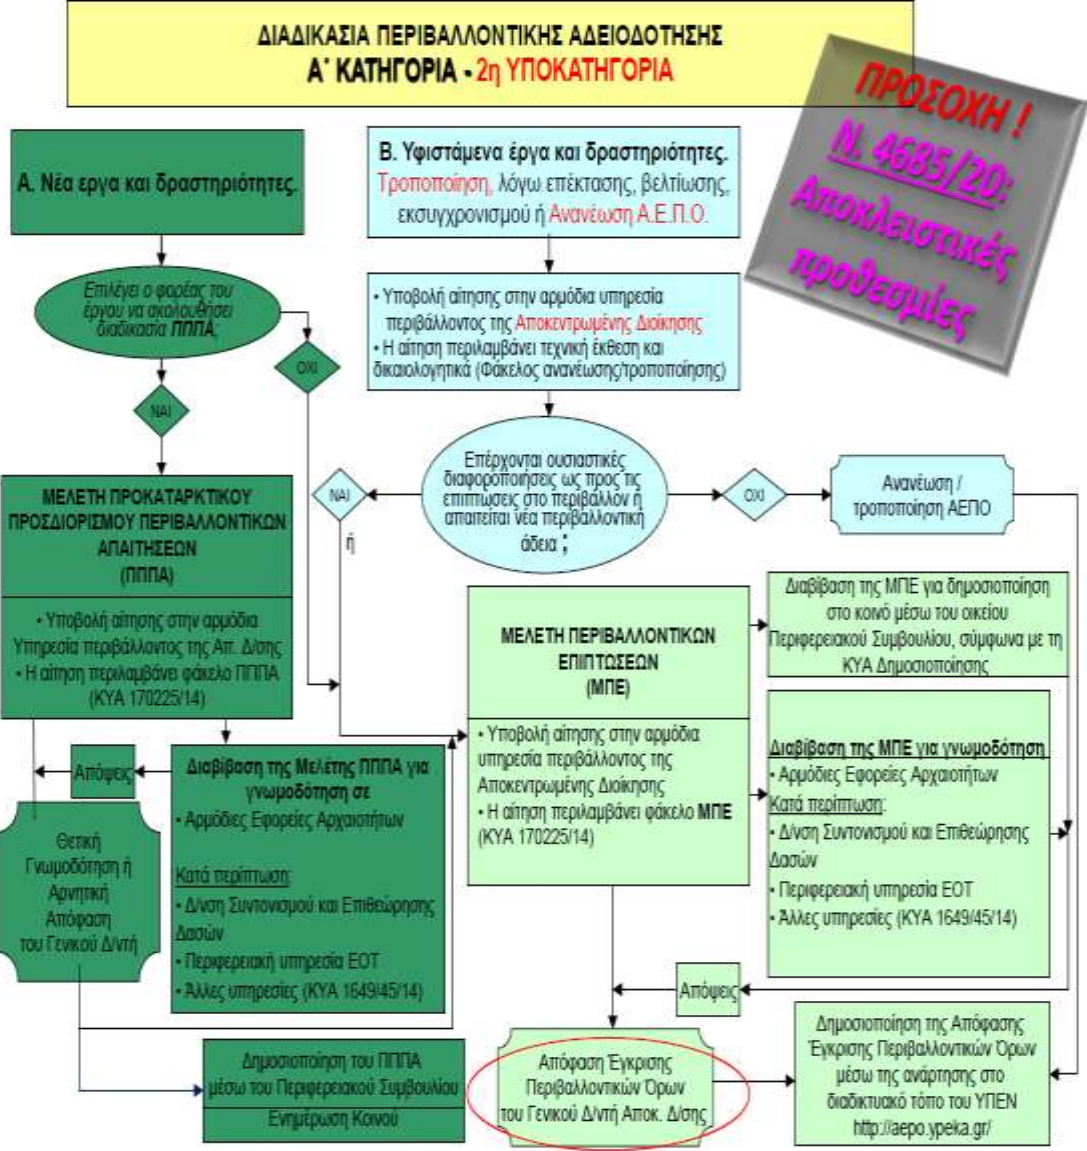 ΔΙΑΔΙΚΑΣΙΑ ΠΕΡΙΒΑΛΛΟΝΤΙΚΗΣ ΑΔΕΙΟΔΟΤΗΣΗΣ
Α΄ ΚΑΤΗΓΟΡΙΑ - 2η ΥΠΟΚΑΤΗΓΟΡΙΑ
ΠΡΟΣΟΧΗ !
Ν. 4685/20:
Αποκλειστικές
προθεσμίες
Α. Νέα εργα και δραστηριότητες.
Επιλέγει ο φορέας του
έργου να ακολουθήσει
διαδικασία ΠΠΠΑ;
ΟΧΙ
ΝΑΙ
ΜΕΛΕΤΗ ΠΡΟΚΑΤΑΡΚΤΙΚΟΥ
ΠΡΟΣΔΙΟΡΙΣΜΟΥ ΠΕΡΙΒΑΛΛΟΝΤΙΚΩΝ
ΑΠΑΙΤΗΣΕΩΝ
(ΠΠΠΑ)
• Υποβολή αίτησης στην αρμόδια
Υπηρεσία περιβάλλοντος της Απ. Δ/σης
• Η αίτηση περιλαμβάνει φάκελο ΠΠΠΑ
(ΚΥΑ 170225/14)
Απόψεις
Διαβίβαση της Μελέτης ΠΠΠΑ για
γνωμοδότηση σε
• Αρμόδιες Εφορείες Αρχαιοτήτων
Κατά περίπτωση:
• Δ/νση Συντονισμού και Επιθεώρησης
Δασών
• Περιφερειακή υπηρεσία ΕΟΤ
• Άλλες υπηρεσίες (ΚΥΑ 1649/45/14)
Θετική
Γνωμοδότηση ή
Αρνητική
Απόφαση
του Γενικού Δ/ντή
Δημοσιοποίηση του ΠΠΠΑ
μέσω του Περιφερειακού Συμβουλίου
Ενημέρωση Κοινού
Β. Υφιστάμενα έργα και δραστηριότητες.
Τροποποίηση, λόγω επέκτασης, βελτίωσης,
εκσυγχρονισμού ή Ανανέωση Α.Ε.Π.Ο.
• Υποβολή αίτησης στην αρμόδια υπηρεσία
περιβάλλοντος της Αποκεντρωμένης Διοίκησης
• Η αίτηση περιλαμβάνει τεχνική έκθεση και
δικαιολογητικά (Φάκελος ανανέωσης/τροποποίησης)
Επέρχονται ουσιαστικές
διαφοροποιήσεις ως προς τις
επιπτώσεις στο περιβάλλον ή
απαιτείται νέα περιβαλλοντική
άδεια ;
ΝΑΙ
ή
ΟΧΙ
Ανανέωση /
τροποποίηση ΑΕΠΟ
ΜΕΛΕΤΗ ΠΕΡΙΒΑΛΛΟΝΤΙΚΩΝ
ΕΠΙΠΤΩΣΕΩΝ
(ΜΠΕ)
• Υποβολή αίτησης στην αρμόδια
υπηρεσία περιβάλλοντος της
Αποκεντρωμένης Διοίκησης
• Η αίτηση περιλαμβάνει φάκελο ΜΠΕ
(ΚΥΑ 170225/14)
Διαβίβαση της ΜΠΕ για δημοσιοποίηση
στο κοινό μέσω του οικείου
Περιφερειακού Συμβουλίου, σύμφωνα με τη
ΚΥΑ Δημοσιοποίησης
Διαβίβαση της ΜΠΕ για γνωμοδότηση
• Αρμόδιες Εφορείες Αρχαιοτήτων
Κατά περίπτωση:
• Δ/νση Συντονισμού και Επιθεώρησης
Δασών
• Περιφερειακή υπηρεσία ΕΟΤ
• Άλλες υπηρεσίες (ΚΥΑ 1649/45/14)
Απόψεις
Απόφαση Έγκρισης
Περιβαλλοντικών Όρων
του Γενικού Δ/ντή Αποκ. Δ/σης
Δημοσιοποίηση της Απόφασης
Έγκρισης Περιβαλλοντικών Όρων
μέσω της ανάρτησης στο
διαδικτυακό τόπο του ΥΠΕΝ
http://aepo.ypeka.gr/